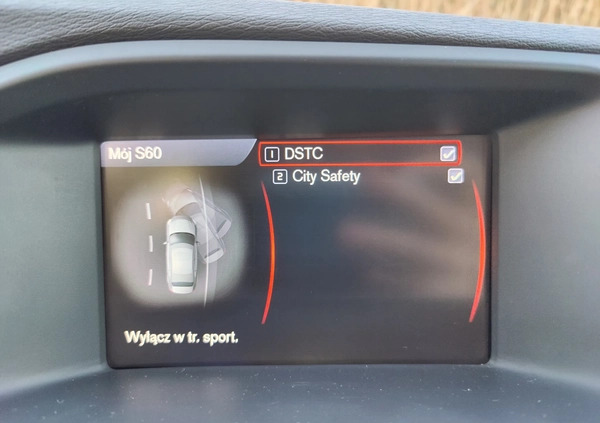 Mój S60
1 DSTC
2 City Safety
Wyłącz w tr. sport.